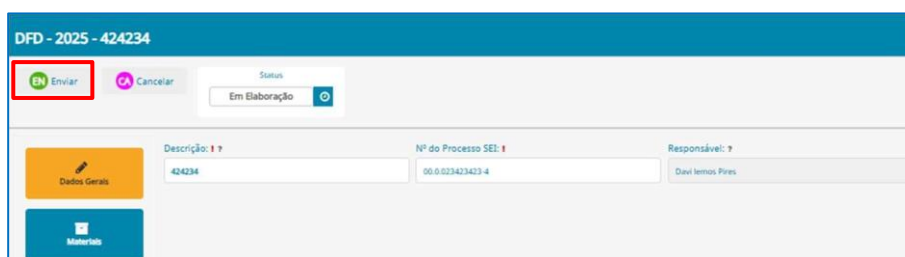 DFD - 2025 - 424234
EN Enviar CA Cancelar Status
Em Elaboração
Descrição: ! ? Nº do Processo SEI: ! Responsável: ?
424234 00.0.023423423-4 Davi lemos Pires
Dados Gerais
Materiais